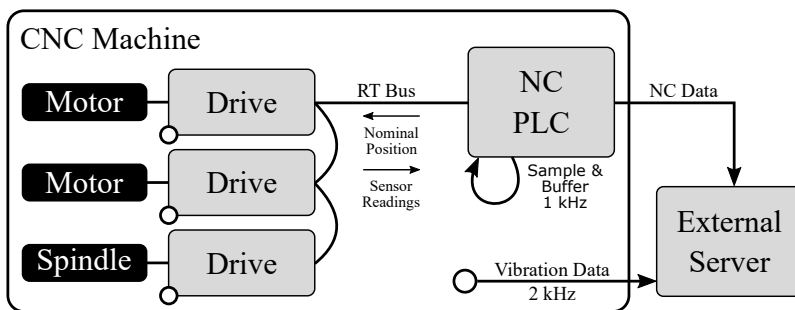 CNC Machine
Motor
Drive
RT Bus
NC
PLC
NC Data
Nominal
Position
Motor
Drive
Sensor
Readings
Sample &
Buffer
1 kHz
Spindle
Drive
External
Server
Vibration Data
2 kHz